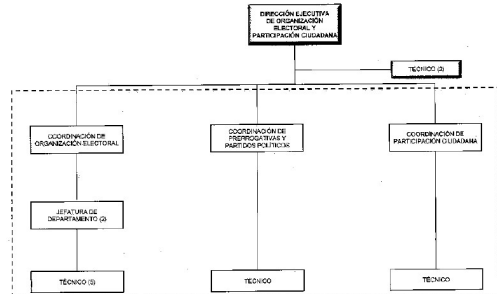 DIRECCIÓN EJECUTIVA
DE ORGANIZACIÓN
ELECTORAL Y
PARTICIPACIÓN CIUDADANA
TÉCNICO (3)
COORDINACIÓN DE
ORGANIZACIÓN ELECTORAL
COORDINACIÓN DE
PRERROGATIVAS Y
PARTIDOS POLÍTICOS
COORDINACIÓN DE
PARTICIPACIÓN CIUDADANA
JEFATURA DE
DEPARTAMENTO (2)
TÉCNICO (5)
TÉCNICO
TÉCNICO